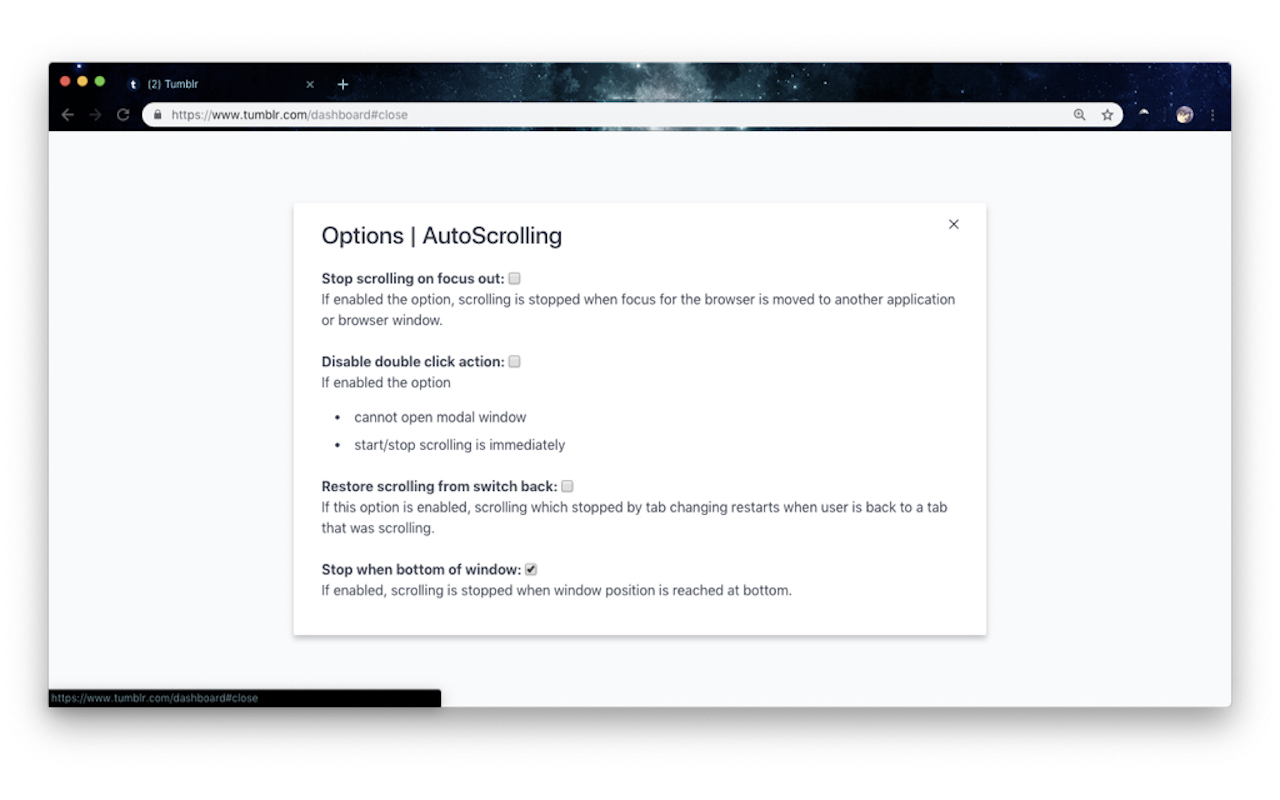 (2) Tumblr
https://www.tumblr.com/dashboard#close
Options | AutoScrolling
Stop scrolling on focus out:
If enabled the option, scrolling is stopped when focus for the browser is moved to another application
or browser window.
Disable double click action:
If enabled the option
• cannot open modal window
• start/stop scrolling is immediately
Restore scrolling from switch back:
If this option is enabled, scrolling which stopped by tab changing restarts when user is back to a tab
that was scrolling.
Stop when bottom of window:
If enabled, scrolling is stopped when window position is reached at bottom.
https://www.tumblr.com/dashboard#close